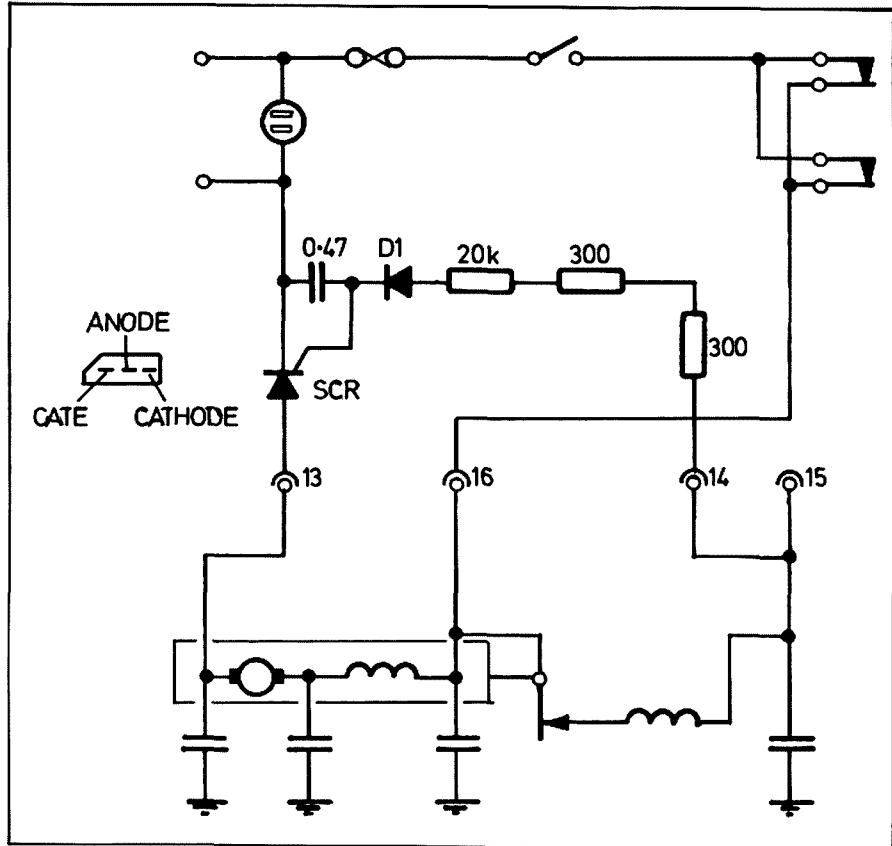 0·47
D1
20k
300
300
ANODE
SCR
CATE
CATHODE
13
16
14
15